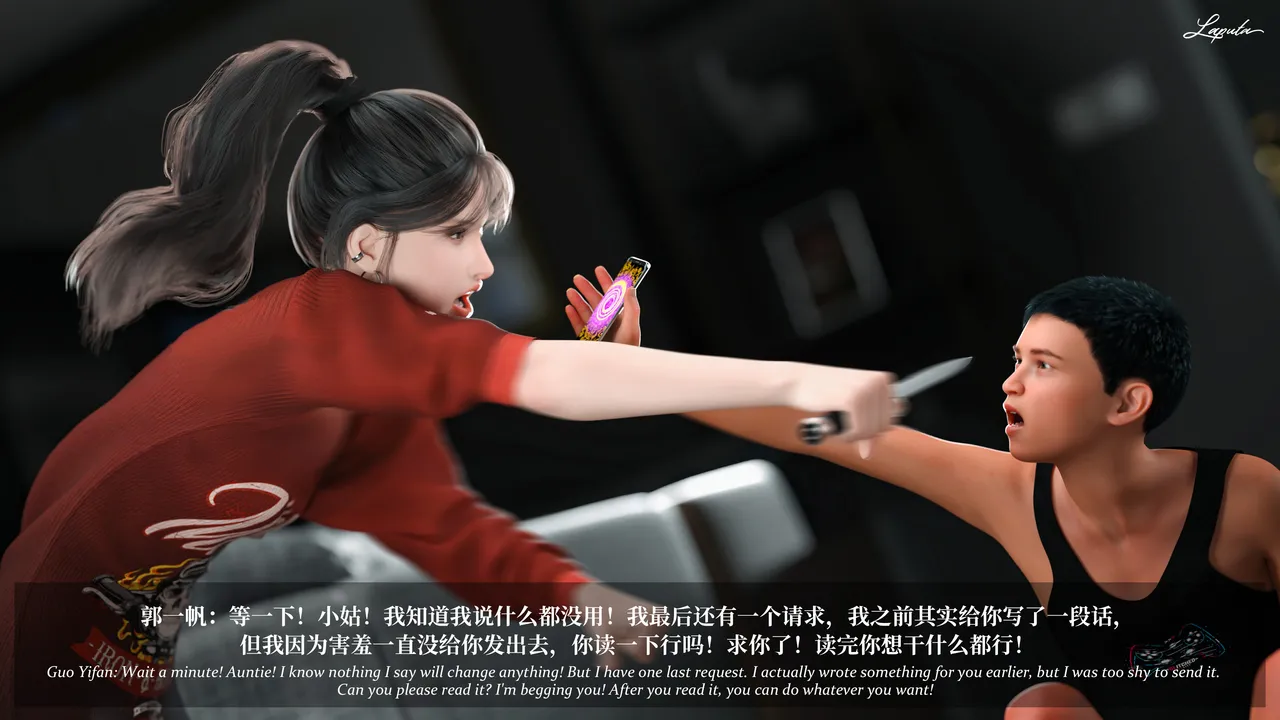 Laputa
郭一帆：等一下！小姑！我知道我说什么都没用！我最后还有一个请求，我之前其实给你写了一段话，
但我因为害羞一直没给你发出去，你读一下行吗！求你了！读完你想干什么都行！
Guo Yifan: Wait a minute! Auntie! I know nothing I say will change anything! But I have one last request. I actually wrote something for you earlier, but I was too shy to send it.
Can you please read it? I'm begging you! After you read it, you can do whatever you want!